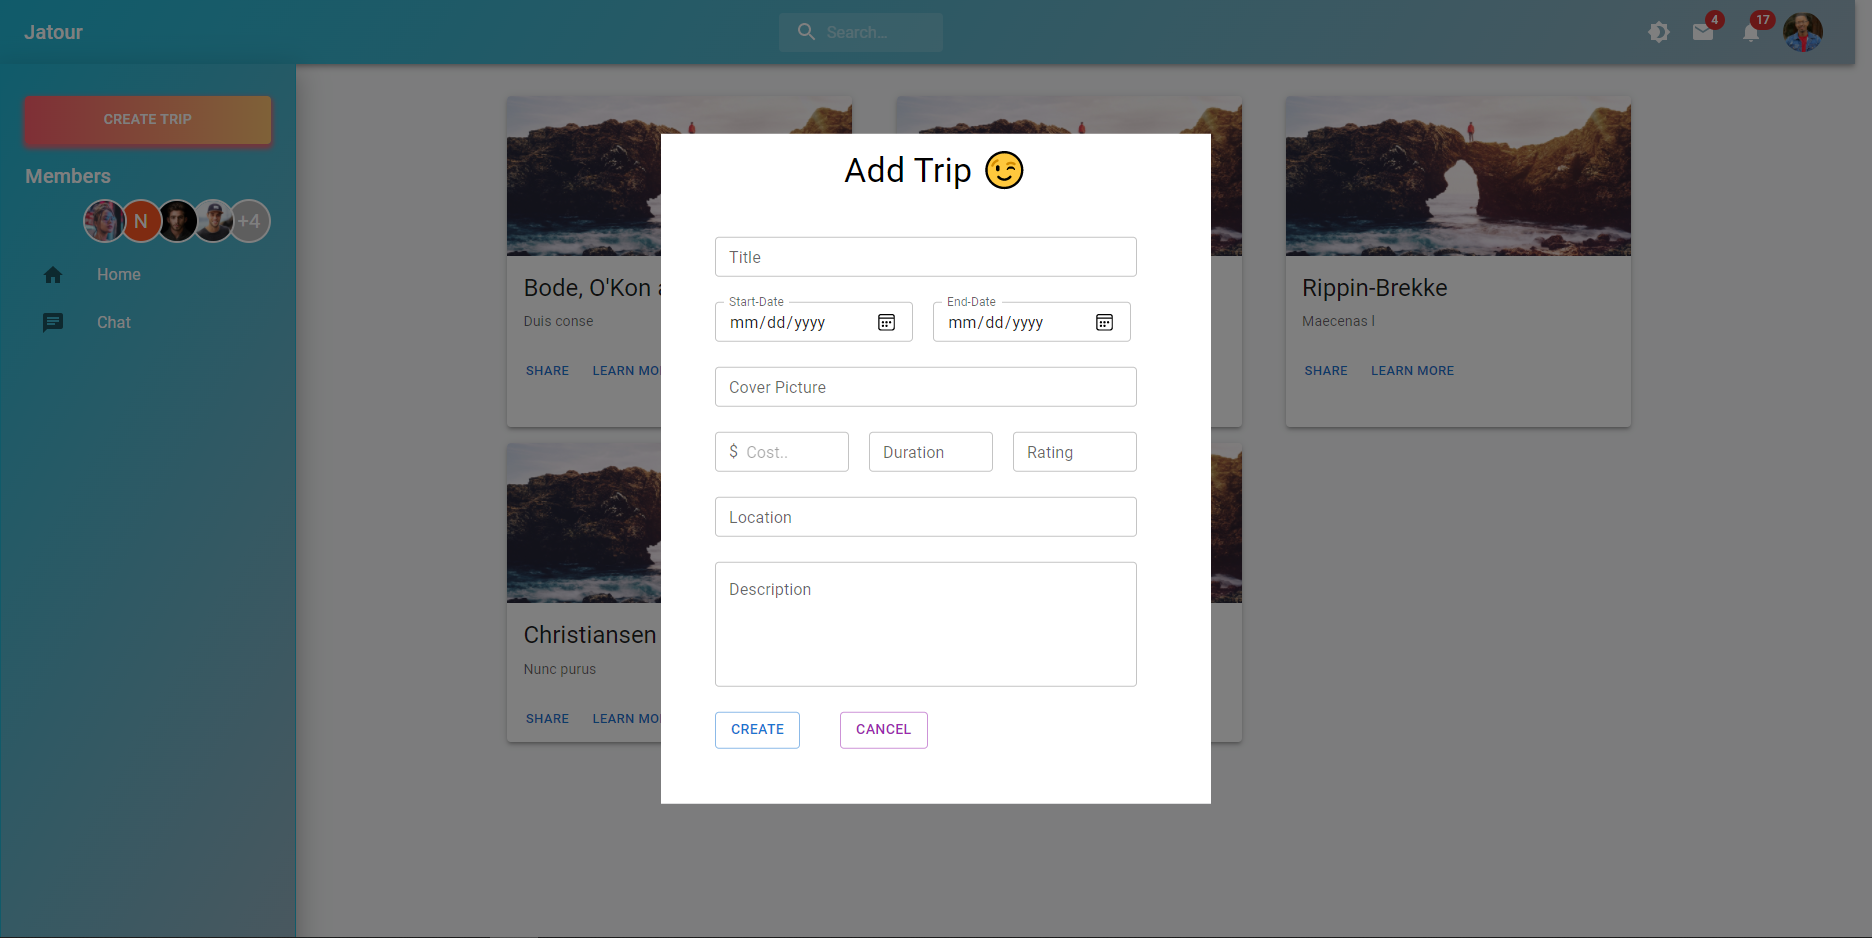 Jatour
Search...
4
17
CREATE TRIP
Members
N
+4
Home
Chat
Bode, O'Kon
Duis conse
SHARE LEARN
Rippin-Brekke
Maecenas l
SHARE LEARN MORE
Christiansen
Nunc purus
SHARE LEARN
Add Trip 😉
Title
Start-Date
mm/dd/yyyy
End-Date
mm/dd/yyyy
Cover Picture
$ Cost..
Duration
Rating
Location
Description
CREATE
CANCEL